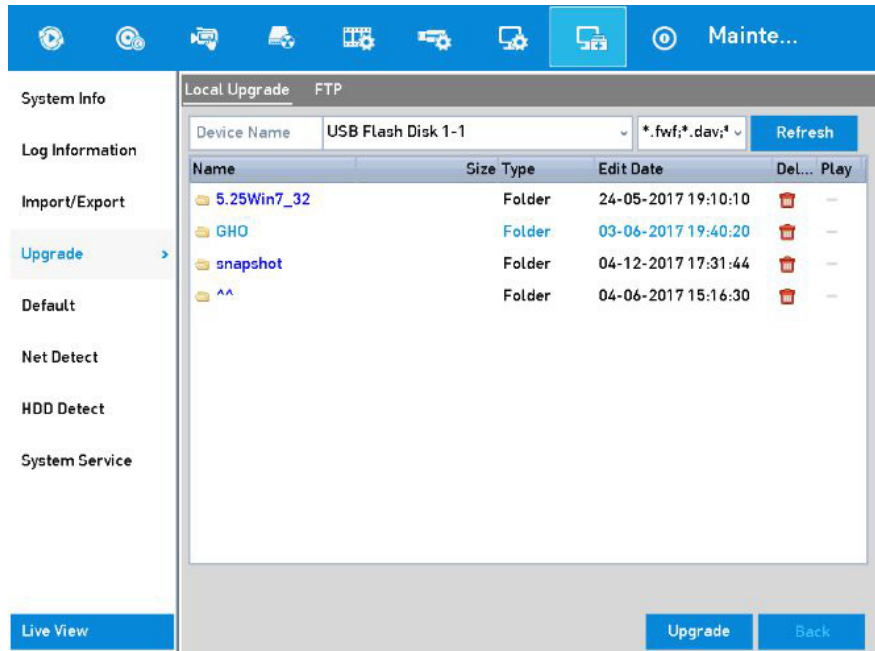 Mainte...
System Info
Log Information
Import/Export
Upgrade >
Default
Net Detect
HDD Detect
System Service
Live View
Local Upgrade FTP
Device Name USB Flash Disk 1-1 *.fwf;*.dav;* Refresh
Name Size Type Edit Date Del... Play
5.25Win7_32 Folder 24-05-2017 19:10:10 —
GHO Folder 03-06-2017 19:40:20 —
snapshot Folder 04-12-2017 17:31:44 —
^^ Folder 04-06-2017 15:16:30 —
Upgrade Back